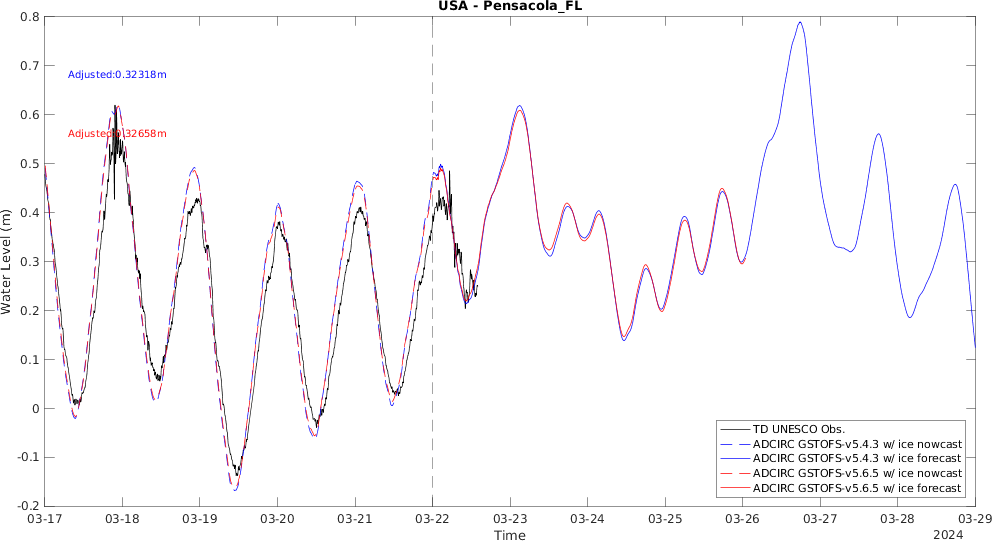 USA - Pensacola_FL
0.8
0.7
0.6
0.5
0.4
0.3
0.2
0.1
0
-0.1
-0.2
Water Level (m)
Adjusted:0.32318m
Adjusted:0.32658m
TD UNESCO Obs.
ADCIRC GSTOFS-v5.4.3 w/ ice nowcast
ADCIRC GSTOFS-v5.4.3 w/ ice forecast
ADCIRC GSTOFS-v5.6.5 w/ ice nowcast
ADCIRC GSTOFS-v5.6.5 w/ ice forecast
03-17 03-18 03-19 03-20 03-21 03-22 03-23 03-24 03-25 03-26 03-27 03-28 03-29
Time
2024